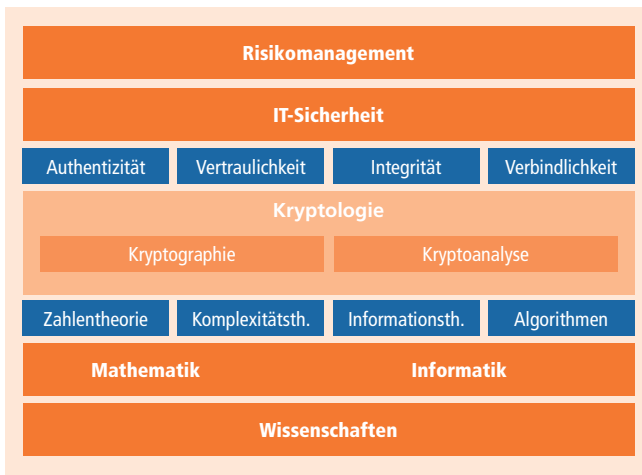 Risikomanagement
IT-Sicherheit
Authentizität Vertraulichkeit Integrität Verbindlichkeit
Kryptologie
Kryptographie Kryptoanalyse
Zahlentheorie Komplexitätsth. Informationsth. Algorithmen
Mathematik Informatik
Wissenschaften